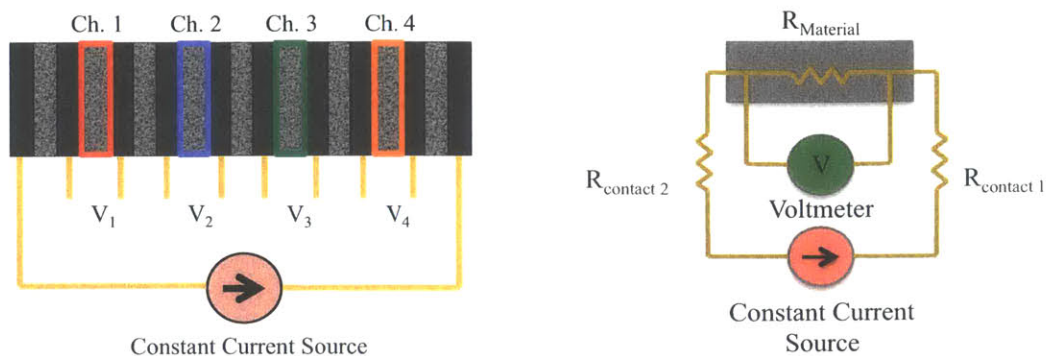 Ch. 1 Ch. 2 Ch. 3 Ch. 4
V1 V2 V3 V4
Constant Current Source
RMaterial
V
Rcontact 2
Rcontact 1
Voltmeter
Constant Current
Source